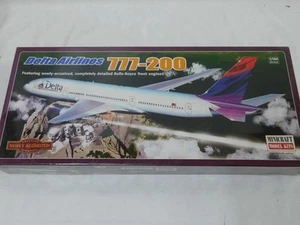 Delta Airlines 777-200
Featuring newly-scratched, completely detailed Rolls-Royce Trent engines!
1/144
Delta
MINICRAFT
MODEL KITS